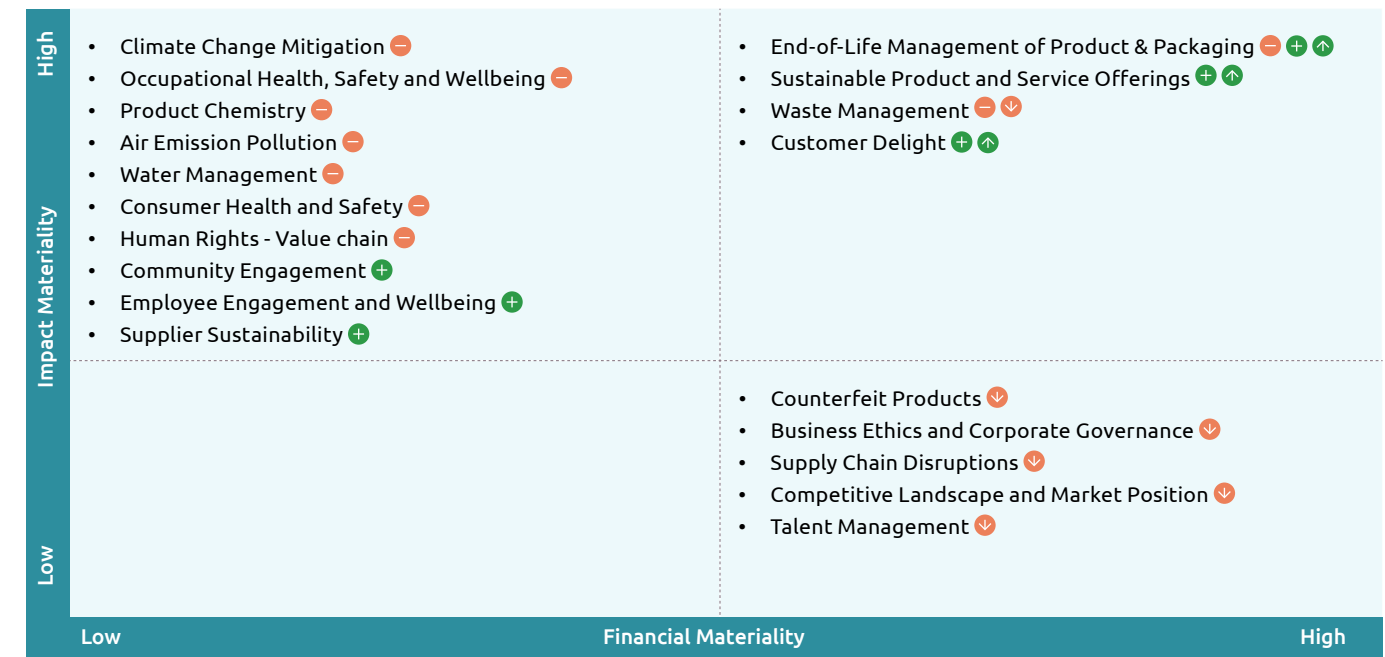 High
Impact Materiality
Low
• Climate Change Mitigation
• Occupational Health, Safety and Wellbeing
• Product Chemistry
• Air Emission Pollution
• Water Management
• Consumer Health and Safety
• Human Rights - Value chain
• Community Engagement
• Employee Engagement and Wellbeing
• Supplier Sustainability
• End-of-Life Management of Product & Packaging
• Sustainable Product and Service Offerings
• Waste Management
• Customer Delight
• Counterfeit Products
• Business Ethics and Corporate Governance
• Supply Chain Disruptions
• Competitive Landscape and Market Position
• Talent Management
Low Financial Materiality High